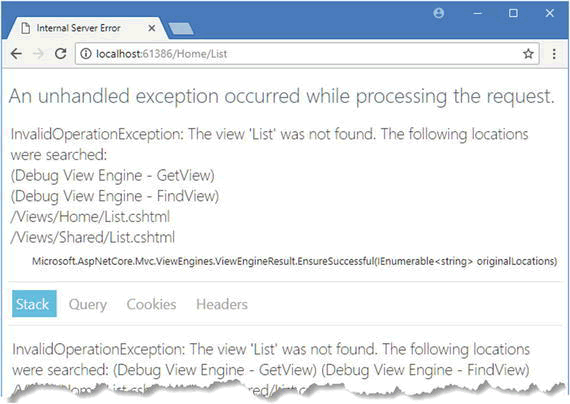 Internal Server Error
localhost:61386/Home/List
An unhandled exception occurred while processing the request.
InvalidOperationException: The view 'List' was not found. The following locations
were searched:
(Debug View Engine - GetView)
(Debug View Engine - FindView)
/Views/Home/List.cshtml
/Views/Shared/List.cshtml
Microsoft.AspNetCore.Mvc.ViewEngines.ViewEngineResult.EnsureSuccessful(IEnumerable<string> originalLocations)
Stack Query Cookies Headers
InvalidOperationException: The view 'List' was not found. The following locations
were searched: (Debug View Engine - GetView) (Debug View Engine - FindView)